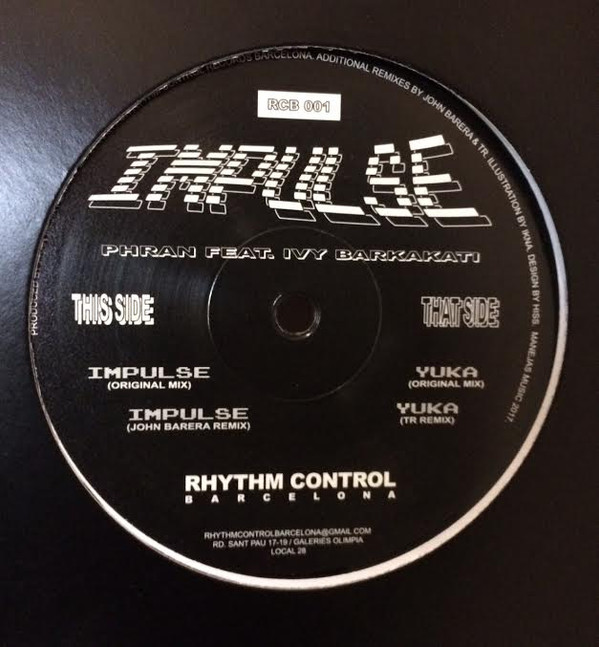 RECORDS BARCELONA. ADDITIONAL REMIXES BY JOHN BARERA & TR. ILLUSTRATION BY IKNA. DESIGN BY HISS. MANEJAS MUSIC 2017.
RCB 001
IMPULSE
PHRAN FEAT. IVY BARKAKATI
THIS SIDE
THAT SIDE
IMPULSE
(ORIGINAL MIX)
YUKA
(ORIGINAL MIX)
IMPULSE
(JOHN BARERA REMIX)
YUKA
(TR REMIX)
RHYTHM CONTROL
BARCELONA
RHYTHMCONTROLBARCELONA@GMAIL.COM
RD. SANT PAU 17-19 / GALERIES OLIMPIA
LOCAL 28